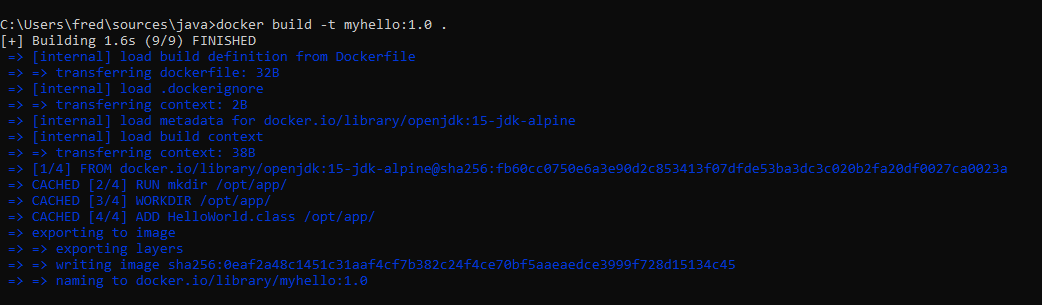 C:\Users\fred\sources\java>docker build -t myhello:1.0 .
[+] Building 1.6s (9/9) FINISHED
=> [internal] load build definition from Dockerfile
=> => transferring dockerfile: 32B
=> [internal] load .dockerignore
=> => transferring context: 2B
=> [internal] load metadata for docker.io/library/openjdk:15-jdk-alpine
=> [internal] load build context
=> => transferring context: 38B
=> [1/4] FROM docker.io/library/openjdk:15-jdk-alpine@sha256:fb60cc0750e6a3e90d2c853413f07dfde53ba3dc3c020b2fa20df0027ca0023a
=> CACHED [2/4] RUN mkdir /opt/app/
=> CACHED [3/4] WORKDIR /opt/app/
=> CACHED [4/4] ADD HelloWorld.class /opt/app/
=> exporting to image
=> => exporting layers
=> => writing image sha256:0eaf2a48c1451c31aaf4cf7b382c24f4ce70bf5aaeaedce3999f728d15134c45
=> => naming to docker.io/library/myhello:1.0